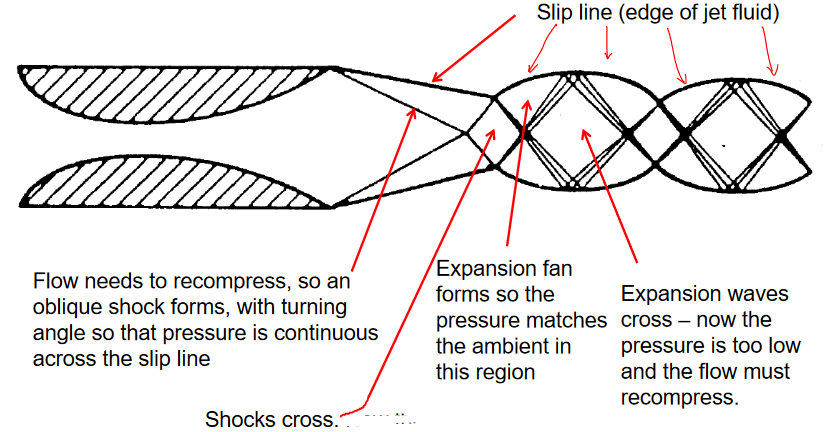 Slip line (edge of jet fluid)
Flow needs to recompress, so an
oblique shock forms, with turning
angle so that pressure is continuous
across the slip line
Expansion fan
forms so the
pressure matches
the ambient in
this region
Expansion waves
cross – now the
pressure is too low
and the flow must
recompress.
Shocks cross.